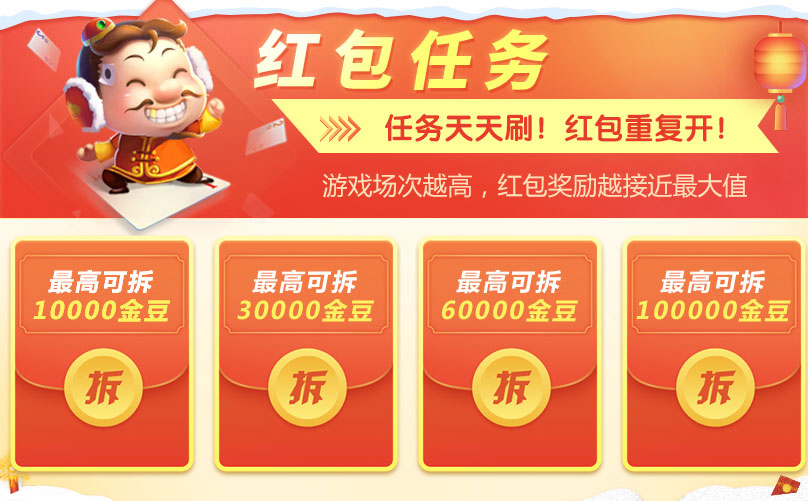 红包任务
任务天天刷！红包重复开！
游戏场次越高，红包奖励越接近最大值
最高可拆
10000金豆
拆
最高可拆
30000金豆
拆
最高可拆
60000金豆
拆
最高可拆
100000金豆
拆